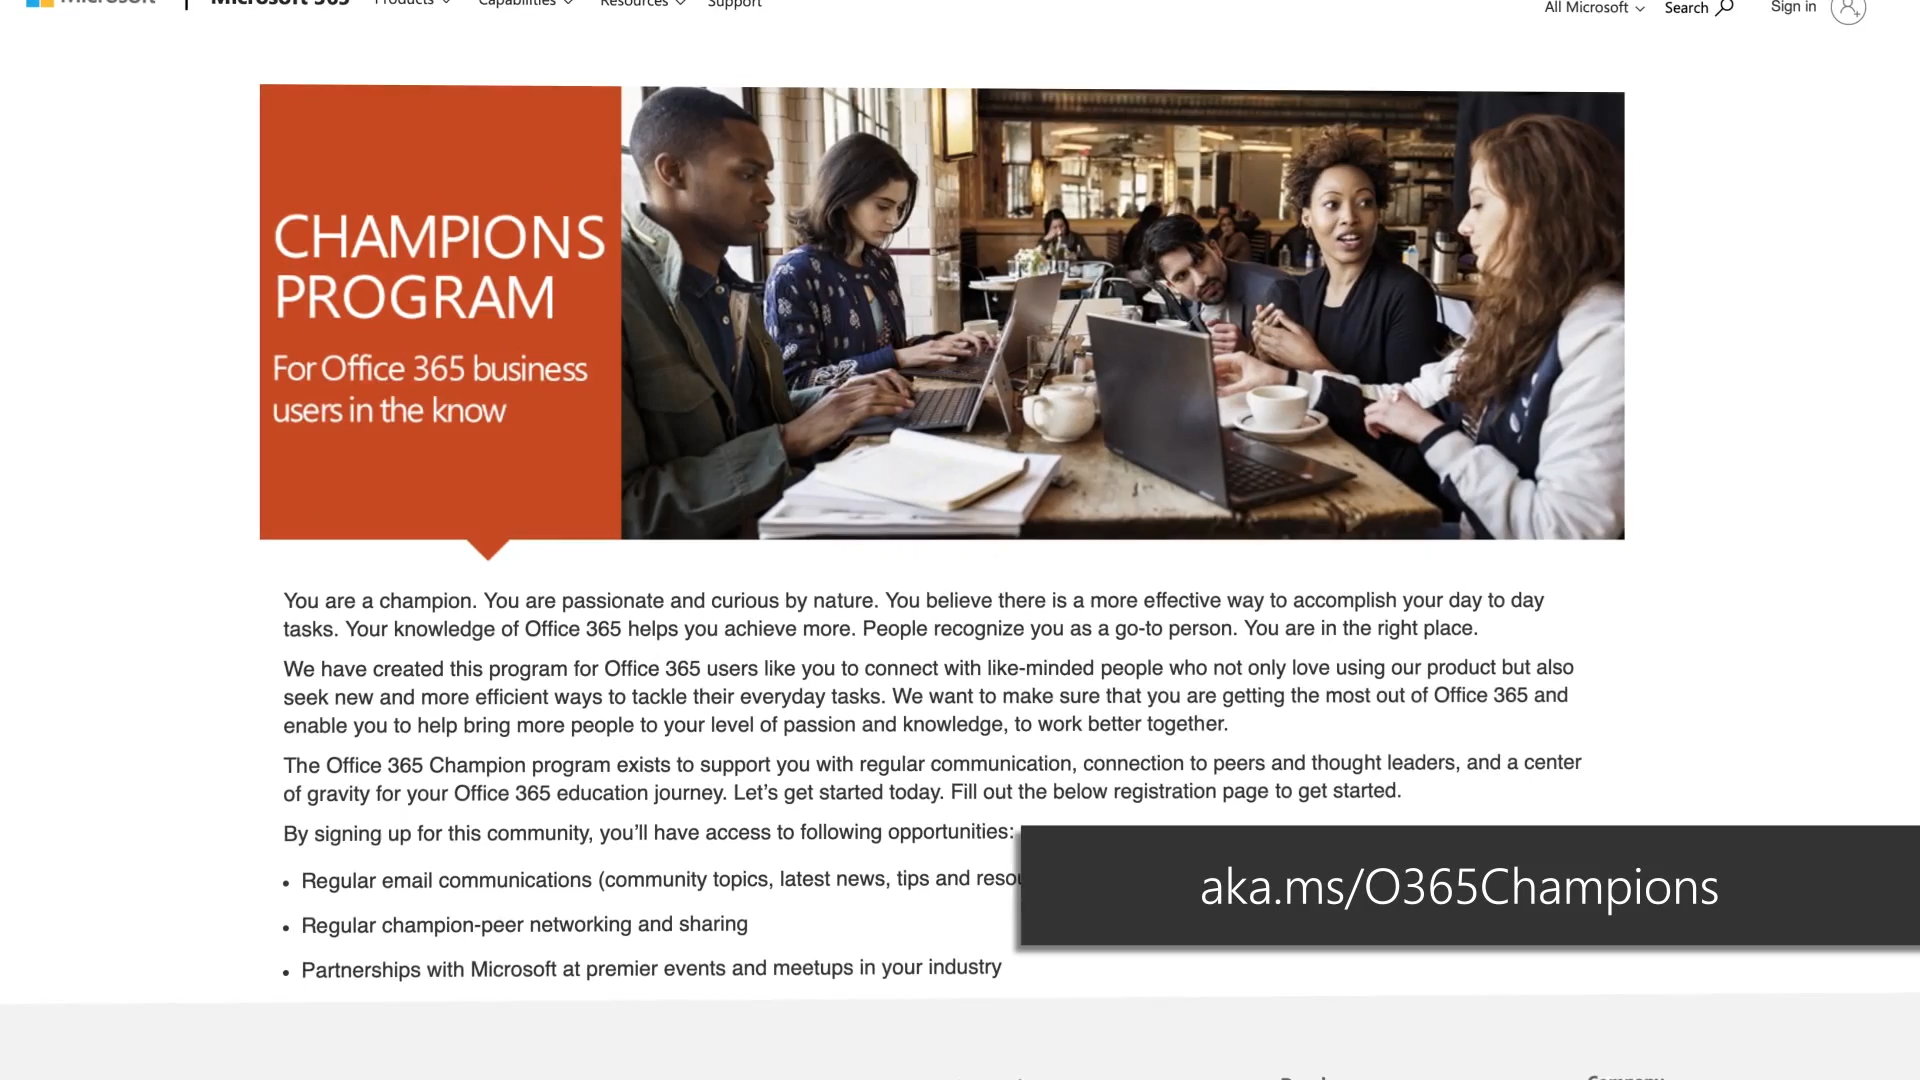 Microsoft Microsoft 365 Products Capabilities Resources Support All Microsoft Search Sign in
CHAMPIONS
PROGRAM
For Office 365 business
users in the know
You are a champion. You are passionate and curious by nature. You believe there is a more effective way to accomplish your day to day
tasks. Your knowledge of Office 365 helps you achieve more. People recognize you as a go-to person. You are in the right place.
We have created this program for Office 365 users like you to connect with like-minded people who not only love using our product but also
seek new and more efficient ways to tackle their everyday tasks. We want to make sure that you are getting the most out of Office 365 and
enable you to help bring more people to your level of passion and knowledge, to work better together.
The Office 365 Champion program exists to support you with regular communication, connection to peers and thought leaders, and a center
of gravity for your Office 365 education journey. Let’s get started today. Fill out the below registration page to get started.
By signing up for this community, you’ll have access to following opportunities:
• Regular email communications (community topics, latest news, tips and reso
aka.ms/O365Champions
• Regular champion-peer networking and sharing
• Partnerships with Microsoft at premier events and meetups in your industry